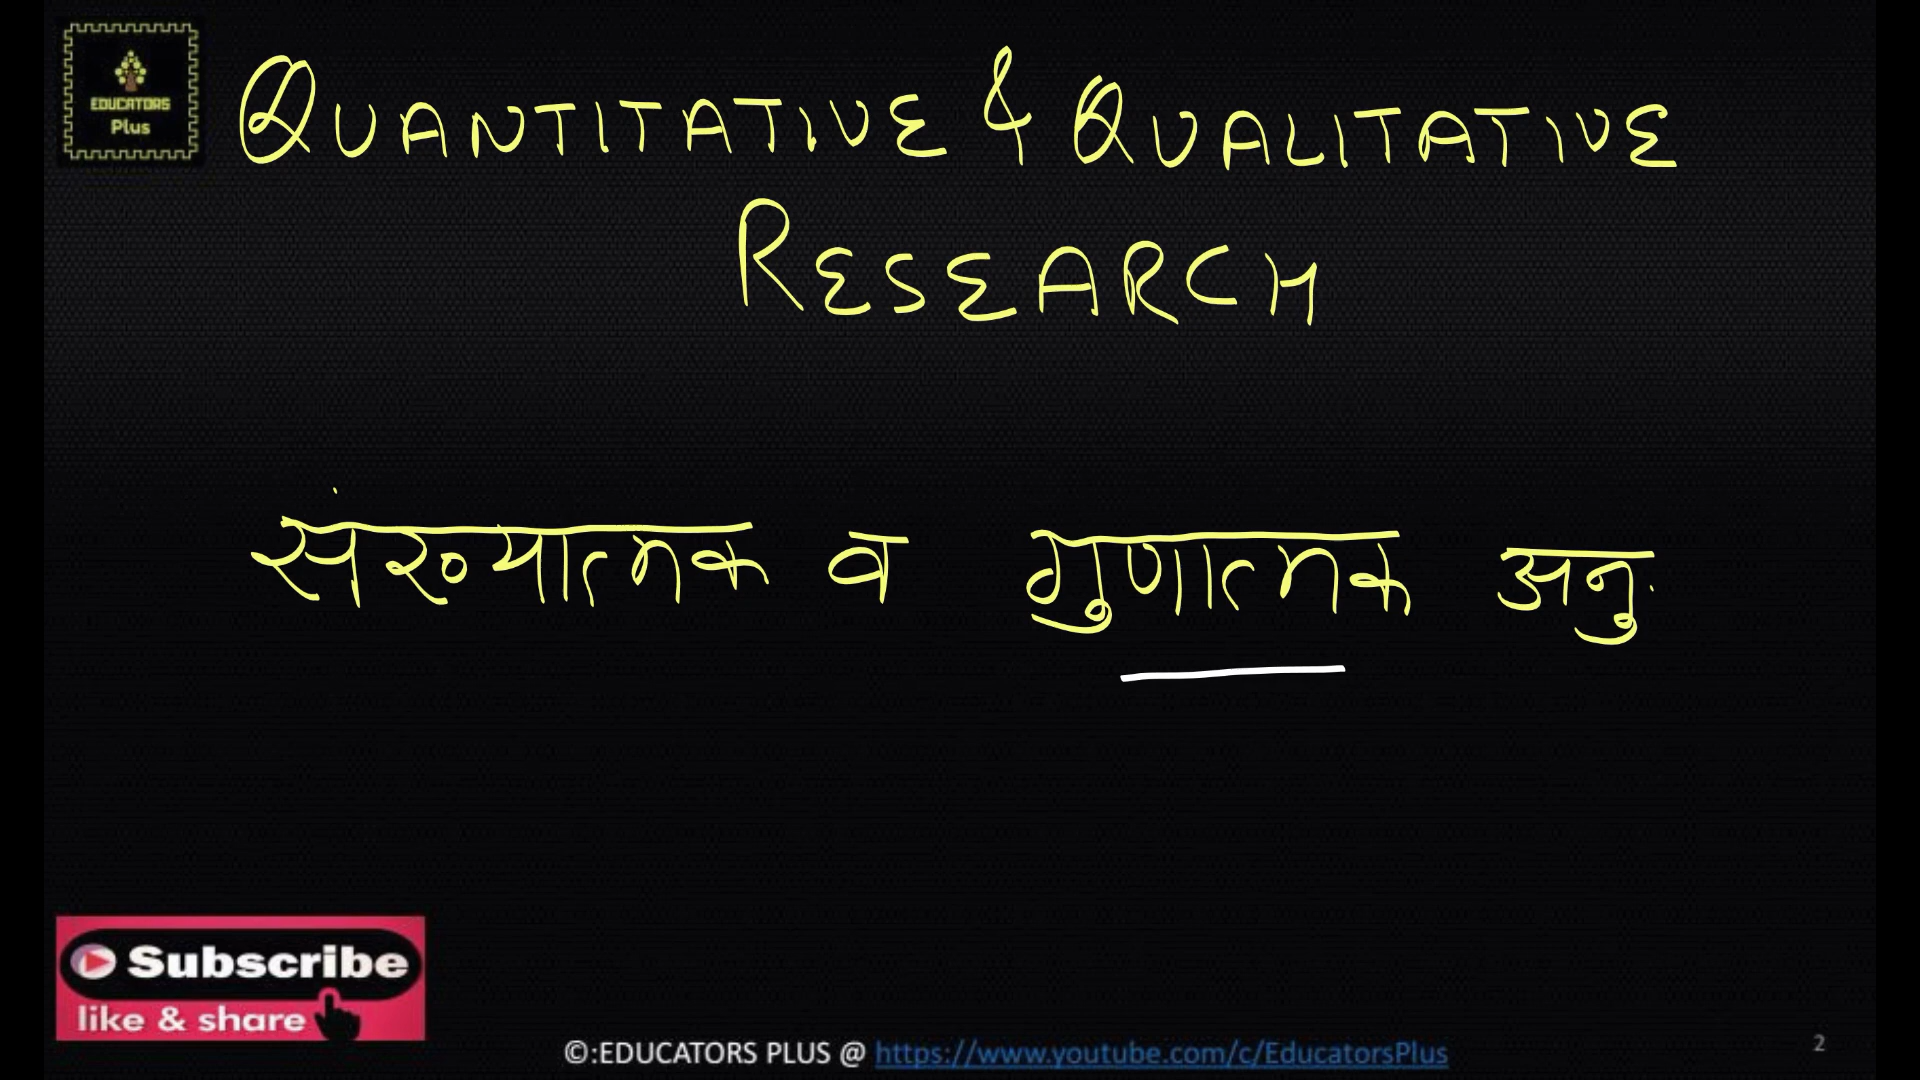 EDUCATORS
Plus
QUANTITATIVE & QUALITATIVE
RESEARCH
संख्यात्मक व गुणात्मक अनु.
Subscribe
like & share
©:EDUCATORS PLUS @ https://www.youtube.com/c/EducatorsPlus
2